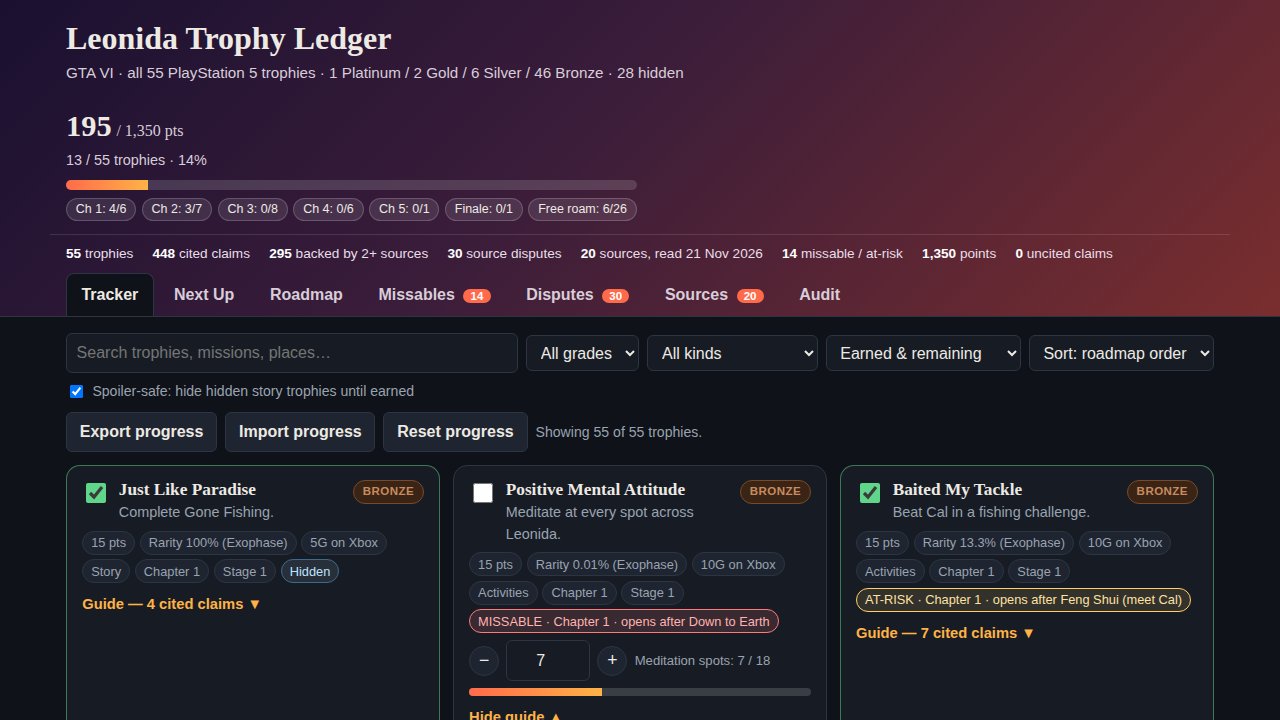 Leonida Trophy Ledger
GTA VI · all 55 PlayStation 5 trophies · 1 Platinum / 2 Gold / 6 Silver / 46 Bronze · 28 hidden
195 / 1,350 pts
13 / 55 trophies · 14%
Ch 1: 4/6 Ch 2: 3/7 Ch 3: 0/8 Ch 4: 0/6 Ch 5: 0/1 Finale: 0/1 Free roam: 6/26
55 trophies 448 cited claims 295 backed by 2+ sources 30 source disputes 20 sources, read 21 Nov 2026 14 missable / at-risk 1,350 points 0 uncited claims
Tracker Next Up Roadmap Missables 14 Disputes 30 Sources 20 Audit
Search trophies, missions, places… All grades All kinds Earned & remaining Sort: roadmap order
Spoiler-safe: hide hidden story trophies until earned
Export progress Import progress Reset progress Showing 55 of 55 trophies.
Just Like Paradise BRONZE
Complete Gone Fishing.
15 pts Rarity 100% (Exophase) 5G on Xbox
Story Chapter 1 Stage 1 Hidden
Guide — 4 cited claims ▼
Positive Mental Attitude BRONZE
Meditate at every spot across
Leonida.
15 pts Rarity 0.01% (Exophase) 10G on Xbox
Activities Chapter 1 Stage 1
MISSABLE · Chapter 1 · opens after Down to Earth
− 7 + Meditation spots: 7 / 18
Hide guide ▲
Baited My Tackle BRONZE
Beat Cal in a fishing challenge.
15 pts Rarity 13.3% (Exophase) 10G on Xbox
Activities Chapter 1 Stage 1
AT-RISK · Chapter 1 · opens after Feng Shui (meet Cal)
Guide — 7 cited claims ▼